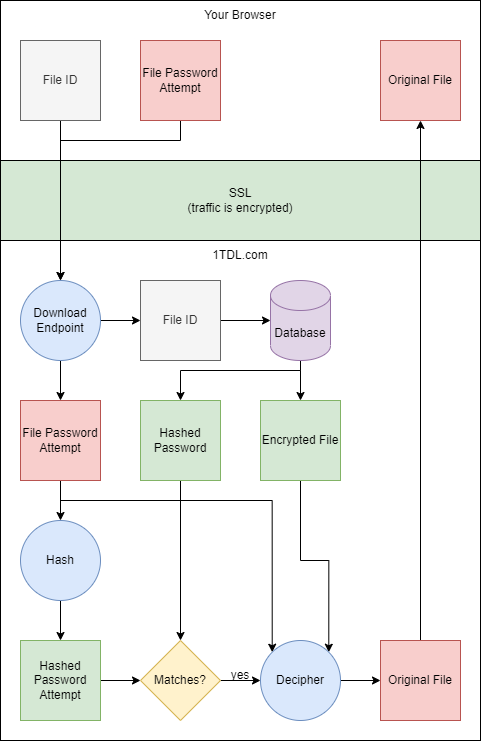 Your Browser
File ID
File Password
Attempt
Original File
SSL
(traffic is encrypted)
1TDL.com
Download
Endpoint
File ID
Database
File Password
Attempt
Hashed
Password
Encrypted File
Hash
Hashed
Password
Attempt
Matches?
yes
Decipher
Original File